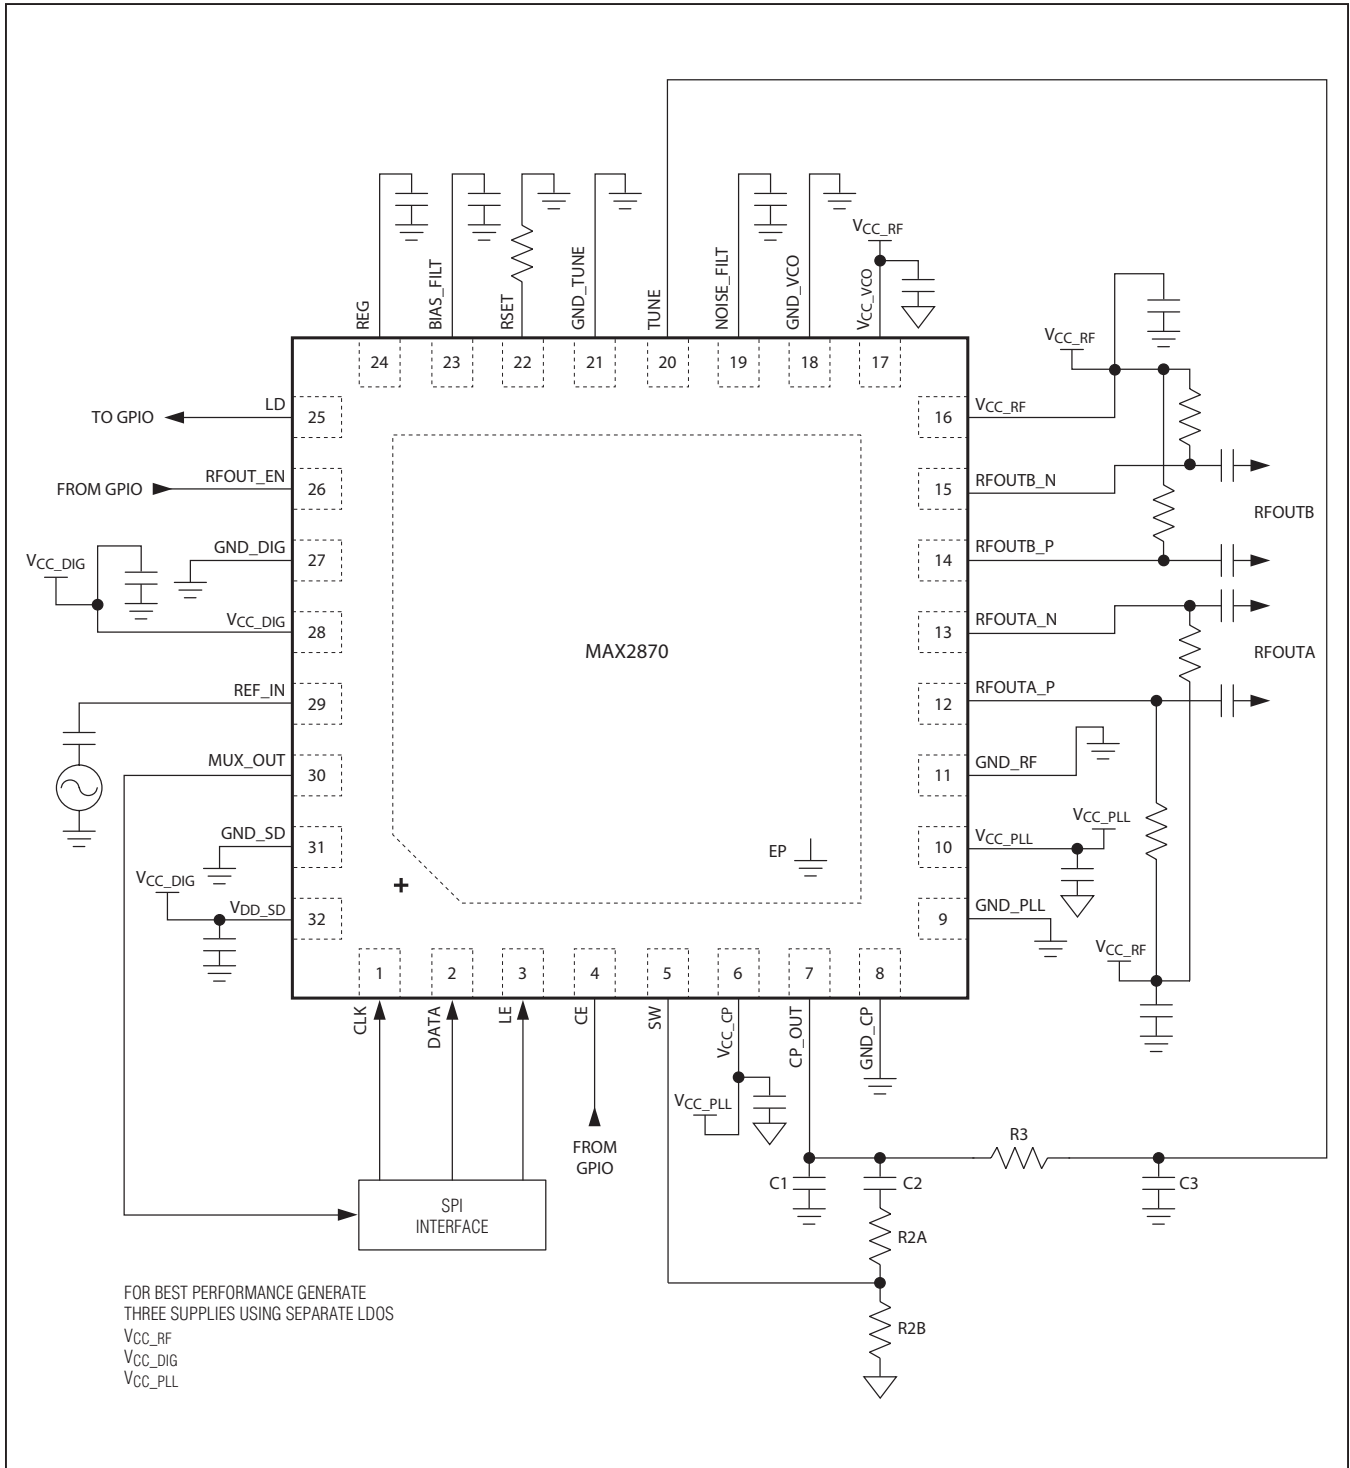 VCC_RF
REG
BIAS_FILT
RSET
GND_TUNE
TUNE
NOISE_FILT
GND_VCO
VCC_VCO
24
23
22
21
20
19
18
17
VCC_RF
TO GPIO
LD
25
16
VCC_RF
FROM GPIO
RFOUT_EN
26
15
RFOUTB_N
RFOUTB
VCC_DIG
GND_DIG
27
14
RFOUTB_P
VCC_DIG
28
13
RFOUTA_N
MAX2870
RFOUTA
REF_IN
29
12
RFOUTA_P
MUX_OUT
30
11
GND_RF
VCC_PLL
GND_SD
31
EP
10
VCC_PLL
VCC_DIG
+
VDD_SD
32
9
GND_PLL
VCC_RF
1
2
3
4
5
6
7
8
CLK
DATA
LE
CE
SW
VCC_CP
CP_OUT
GND_CP
VCC_PLL
FROM
GPIO
R3
C1
C2
C3
SPI
INTERFACE
R2A
R2B
FOR BEST PERFORMANCE GENERATE
THREE SUPPLIES USING SEPARATE LDOS
VCC_RF
VCC_DIG
VCC_PLL